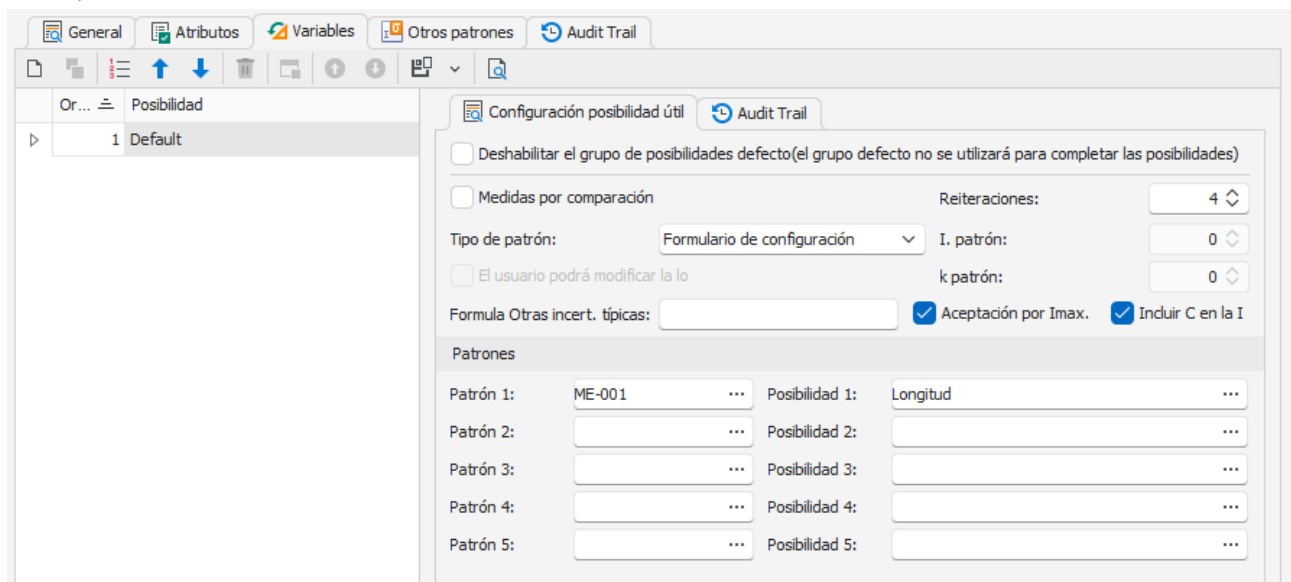 General Atributos Variables Otros patrones Audit Trail
Or... Posibilidad
1 Default
Configuración posibilidad útil Audit Trail
Deshabilitar el grupo de posibilidades defecto(el grupo defecto no se utilizará para completar las posibilidades)
Medidas por comparación Reiteraciones: 4
Tipo de patrón: Formulario de configuración I. patrón: 0
El usuario podrá modificar la lo k patrón: 0
Formula Otras incert. típicas: Aceptación por Imax. Incluir C en la I
Patrones
Patrón 1: ME-001 ... Posibilidad 1: Longitud ...
Patrón 2: ... Posibilidad 2: ...
Patrón 3: ... Posibilidad 3: ...
Patrón 4: ... Posibilidad 4: ...
Patrón 5: ... Posibilidad 5: ...